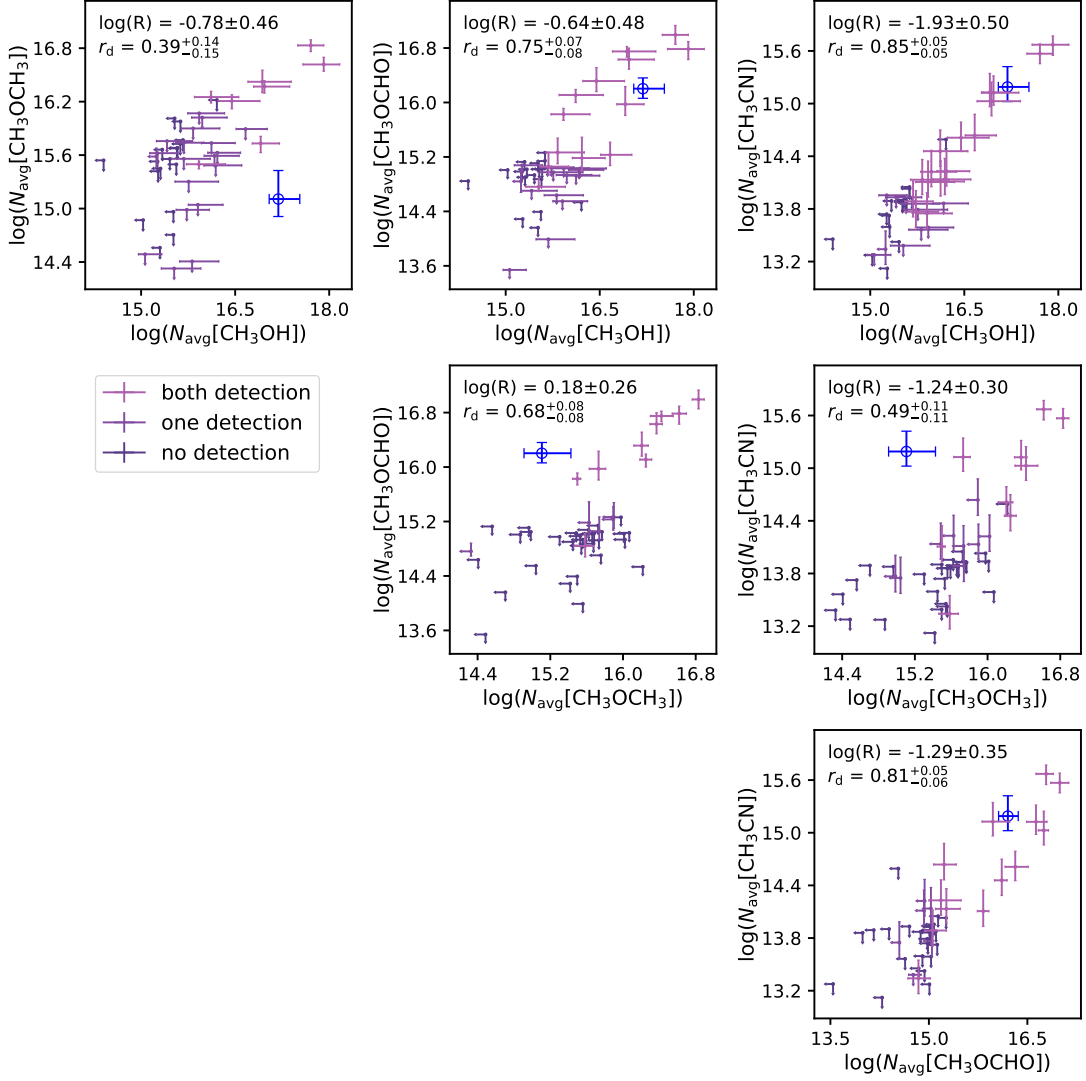 log(R) = -0.78±0.46
r_d = 0.39^{+0.14}_{-0.15}
log(N_avg[CH₃OCH₃])
16.8
16.2
15.6
15.0
14.4
15.0 16.5 18.0
log(N_avg[CH₃OH])
log(R) = -0.64±0.48
r_d = 0.75^{+0.07}_{-0.08}
log(N_avg[CH₃OCHO])
16.8
16.0
15.2
14.4
13.6
15.0 16.5 18.0
log(N_avg[CH₃OH])
log(R) = -1.93±0.50
r_d = 0.85^{+0.05}_{-0.05}
log(N_avg[CH₃CN])
15.6
15.0
14.4
13.8
13.2
15.0 16.5 18.0
log(N_avg[CH₃OH])
both detection
one detection
no detection
log(R) = 0.18±0.26
r_d = 0.68^{+0.08}_{-0.08}
log(N_avg[CH₃OCHO])
16.8
16.0
15.2
14.4
13.6
14.4 15.2 16.0 16.8
log(N_avg[CH₃OCH₃])
log(R) = -1.24±0.30
r_d = 0.49^{+0.11}_{-0.11}
log(N_avg[CH₃CN])
15.6
15.0
14.4
13.8
13.2
14.4 15.2 16.0 16.8
log(N_avg[CH₃OCH₃])
log(R) = -1.29±0.35
r_d = 0.81^{+0.05}_{-0.06}
log(N_avg[CH₃CN])
15.6
15.0
14.4
13.8
13.2
13.5 15.0 16.5
log(N_avg[CH₃OCHO])